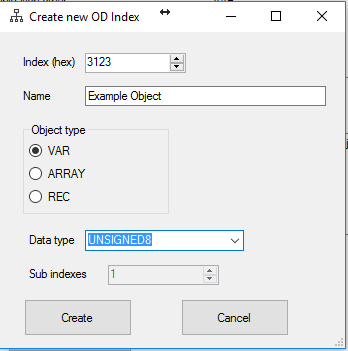 Create new OD Index
Index (hex) 3123
Name Example Object
Object type
VAR
ARRAY
REC
Data type UNSIGNED8
Sub indexes 1
Create Cancel